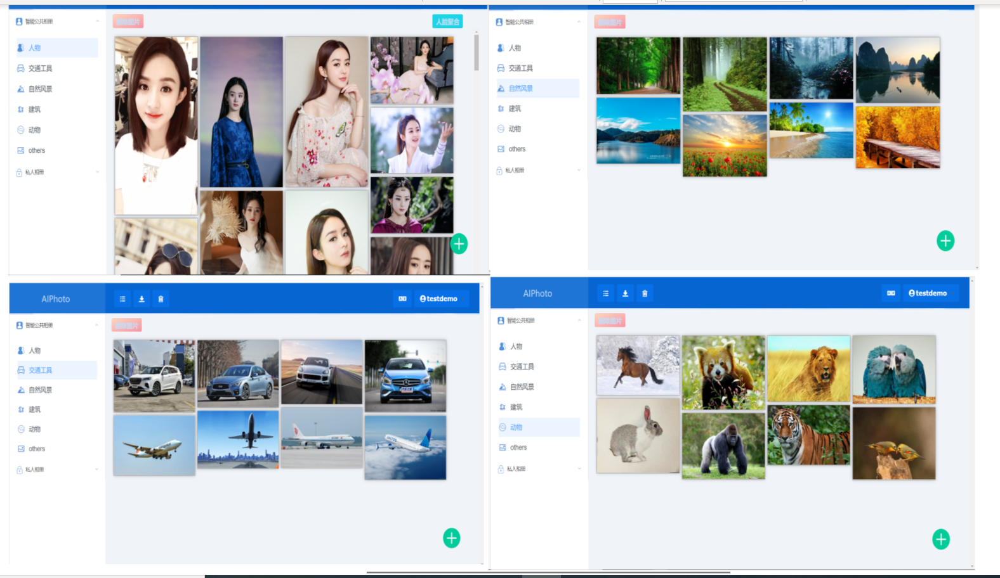 智能公共相册
删除图片
人脸聚合
人物
交通工具
自然风景
建筑
动物
others
私人相册
智能公共相册
删除图片
人物
交通工具
自然风景
建筑
动物
others
私人相册
AIPhoto
testdemo
智能公共相册
删除图片
人物
交通工具
自然风景
建筑
动物
others
私人相册
AIPhoto
testdemo
智能公共相册
删除图片
人物
交通工具
自然风景
建筑
动物
others
私人相册